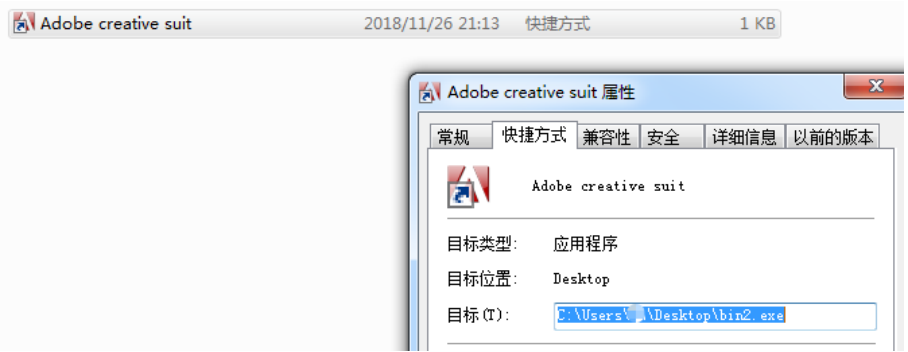 Adobe creative suit 2018/11/26 21:13 快捷方式 1 KB
Adobe creative suit 属性
常规 快捷方式 兼容性 安全 详细信息 以前的版本
Adobe creative suit
目标类型: 应用程序
目标位置: Desktop
目标(T): C:\Users\ \Desktop\bin2.exe